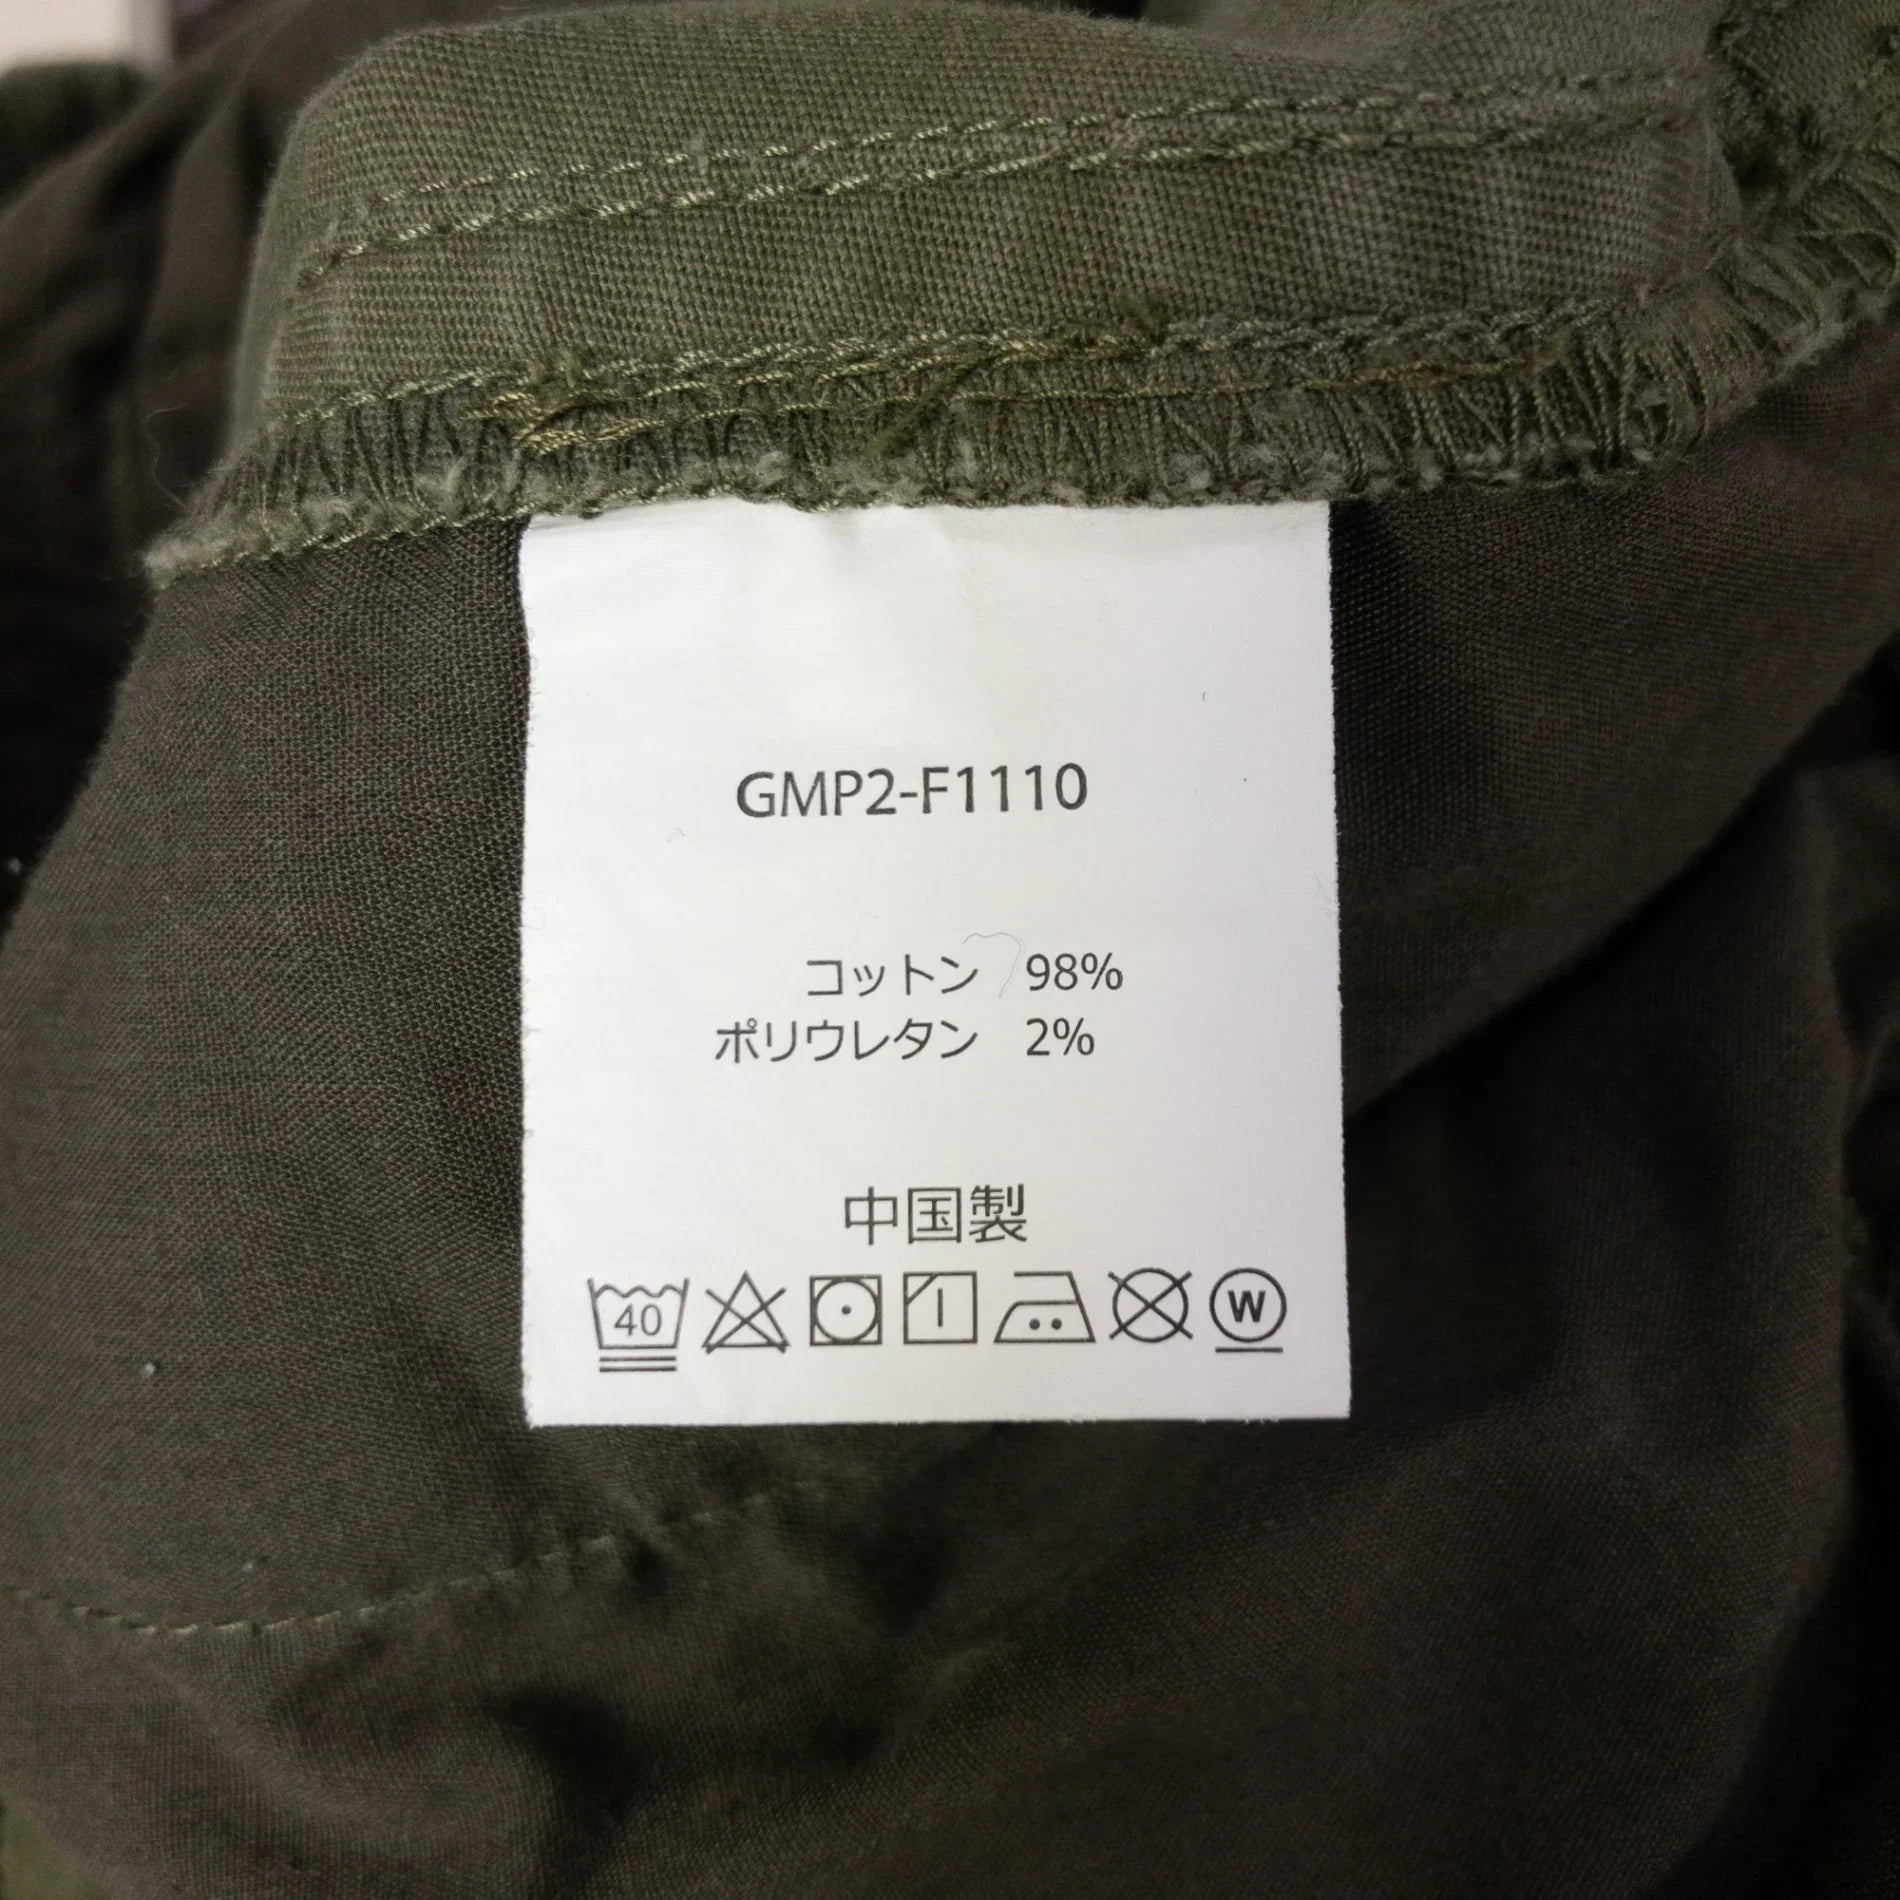 GMP2-F1110
コットン 98%
ポリウレタン 2%
中国製
40 W